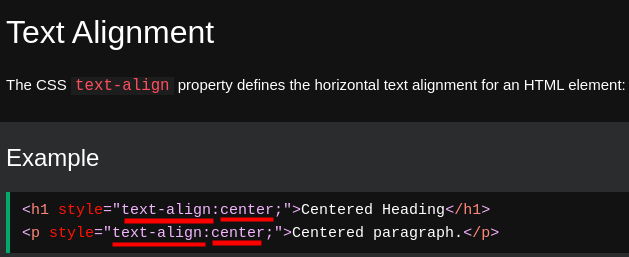 Text Alignment
The CSS text-align property defines the horizontal text alignment for an HTML element:
Example
<h1 style="text-align:center;">Centered Heading</h1>
<p style="text-align:center;">Centered paragraph.</p>